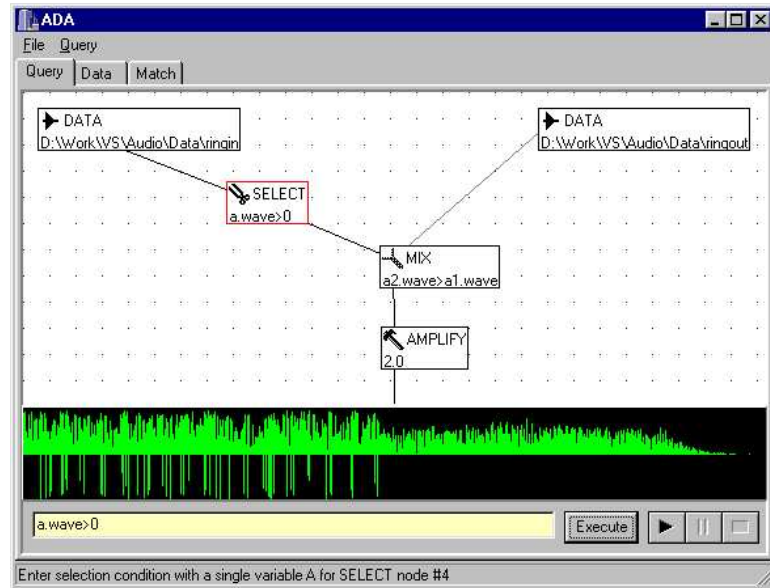 ADA
File Query
Query Data Match
DATA
D:\Work\VS\Audio\Data\ringin
DATA
D:\Work\VS\Audio\Data\ringout
SELECT
a.wave>0
MIX
a2.wave>a1.wave
AMPLIFY
2.0
a.wave>0
Execute
Enter selection condition with a single variable A for SELECT node #4